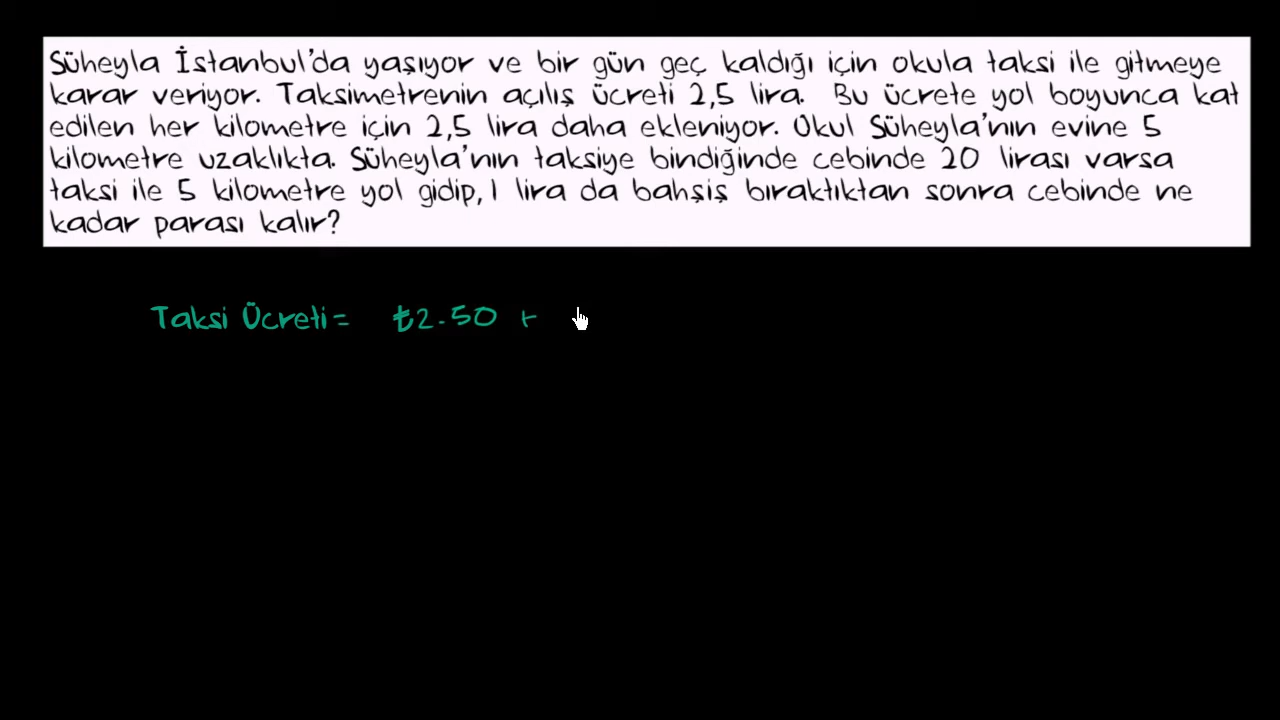 Süheyla İstanbul'da yaşıyor ve bir gün geç kaldığı için okula taksi ile gitmeye
karar veriyor. Taksimetrenin açılış ücreti 2,5 lira. Bu ücrete yol boyunca kat
edilen her kilometre için 2,5 lira daha ekleniyor. Okul Süheyla'nın evine 5
kilometre uzaklıkta. Süheyla'nın taksiye bindiğinde cebinde 20 lirası varsa
taksi ile 5 kilometre yol gidip, 1 lira da bahşiş bıraktıktan sonra cebinde ne
kadar parası kalır?
Taksi Ücreti= ₺2.50 +